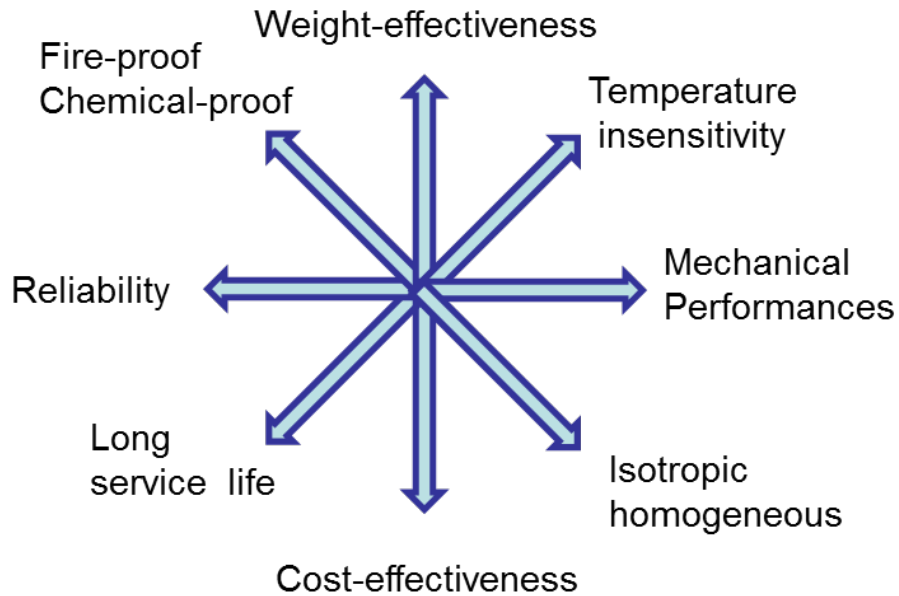 Weight-effectiveness
Fire-proof
Chemical-proof
Temperature
insensitivity
Reliability
Mechanical
Performances
Long
service life
Isotropic
homogeneous
Cost-effectiveness